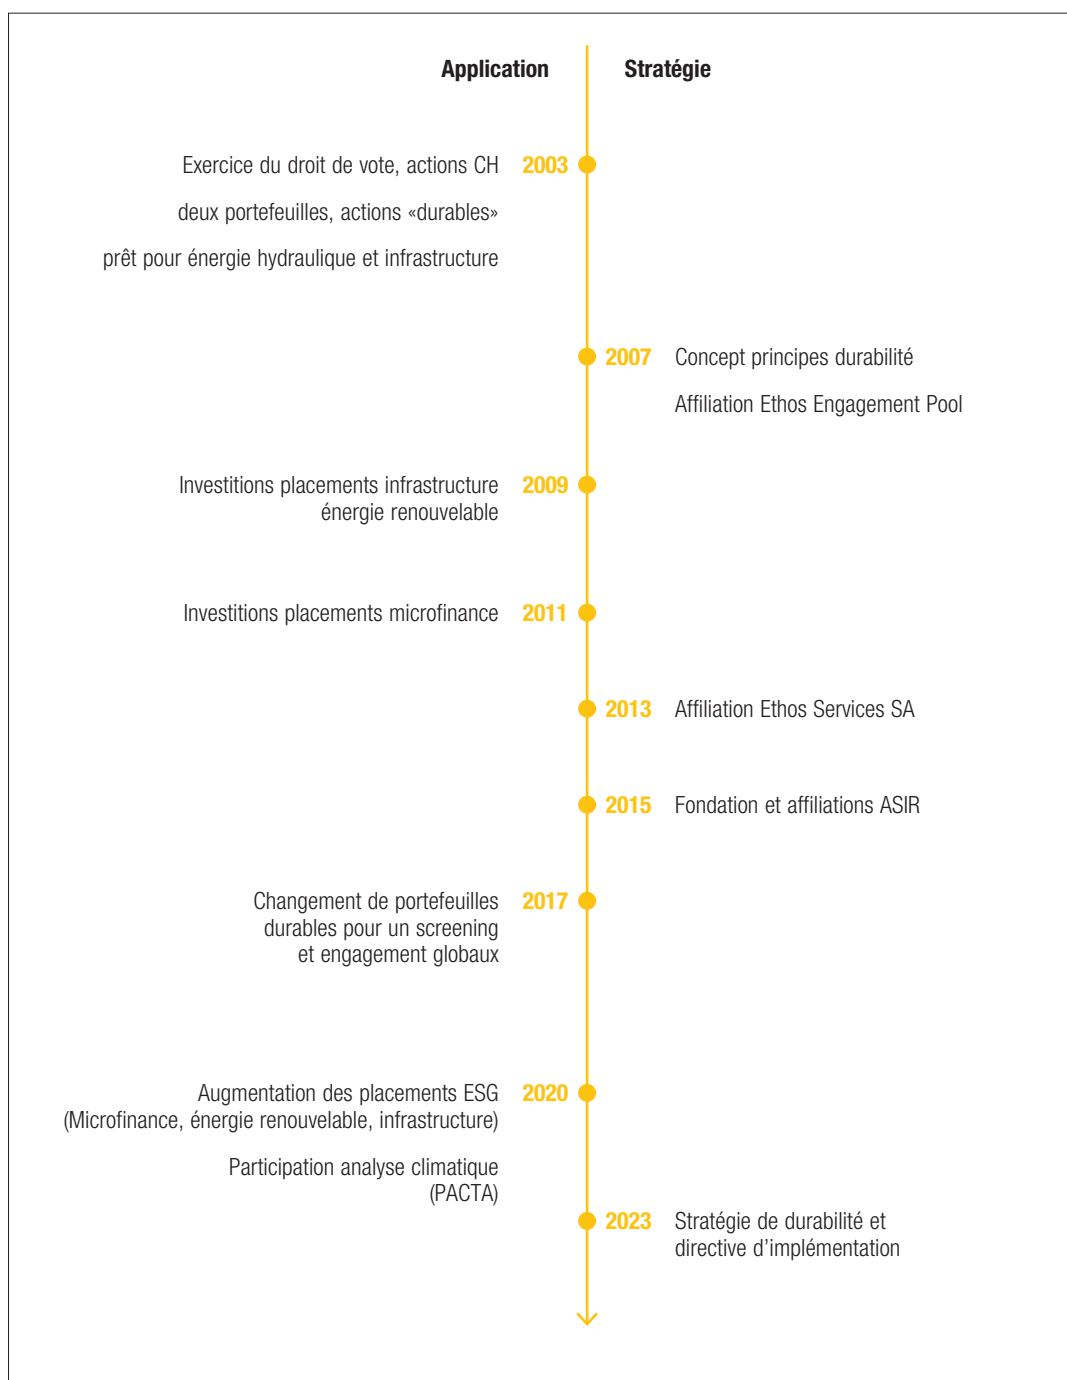 Application
Stratégie
Exercice du droit de vote, actions CH
2003
deux portefeuilles, actions «durables»
prêt pour énergie hydraulique et infrastructure
2007
Concept principes durabilité
Affiliation Ethos Engagement Pool
Investitions placements infrastructure
énergie renouvelable
2009
Investitions placements microfinance
2011
2013
Affiliation Ethos Services SA
2015
Fondation et affiliations ASIR
Changement de portefeuilles
durables pour un screening
et engagement globaux
2017
Augmentation des placements ESG
(Microfinance, énergie renouvelable, infrastructure)
2020
Participation analyse climatique
(PACTA)
2023
Stratégie de durabilité et
directive d’implémentation